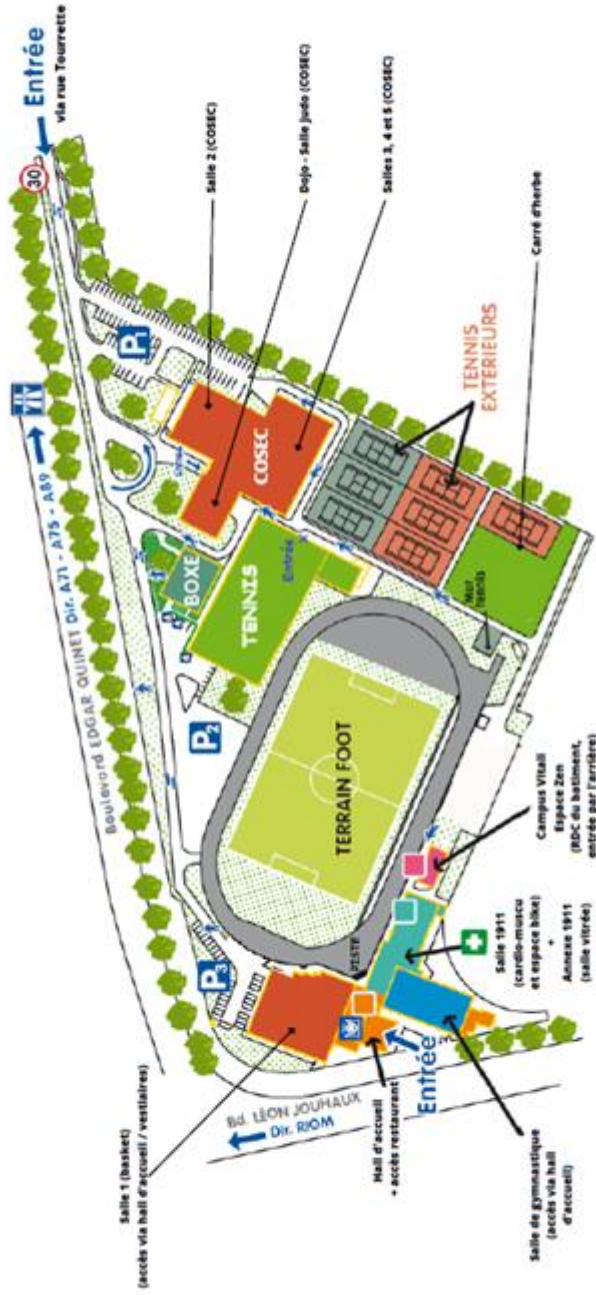 Entrée
via rue Tourrette
30
Salle 2 (COSEC)
Dojo - Salle judo (COSEC)
Salles 3, 4 et 5 (COSEC)
Carré d'herbe
TENNIS
EXTERIEURS
P1
COSEC
Boulevard EDGAR QUINET Dir. A71 - A75 - A89
BOXE
TENNIS
Entrée
Mur
tennis
P2
TERRAIN FOOT
PISTE
P3
Salle 1 (basket)
(accès via hall d'accueil / vestiaires)
Bd. LÉON JOUHAUX
Dir. RIOM
Hall d'accueil
+ accès restaurant
Entrée
Salle de gymnastique
(accès via hall
d'accueil)
Salle 1911
(cardio-muscu
et espace bike)
+
Annexe 1911
(salle vitrée)
Campus Vitall
Espace Zen
(RDC du batiment,
entrée par l'arrière)